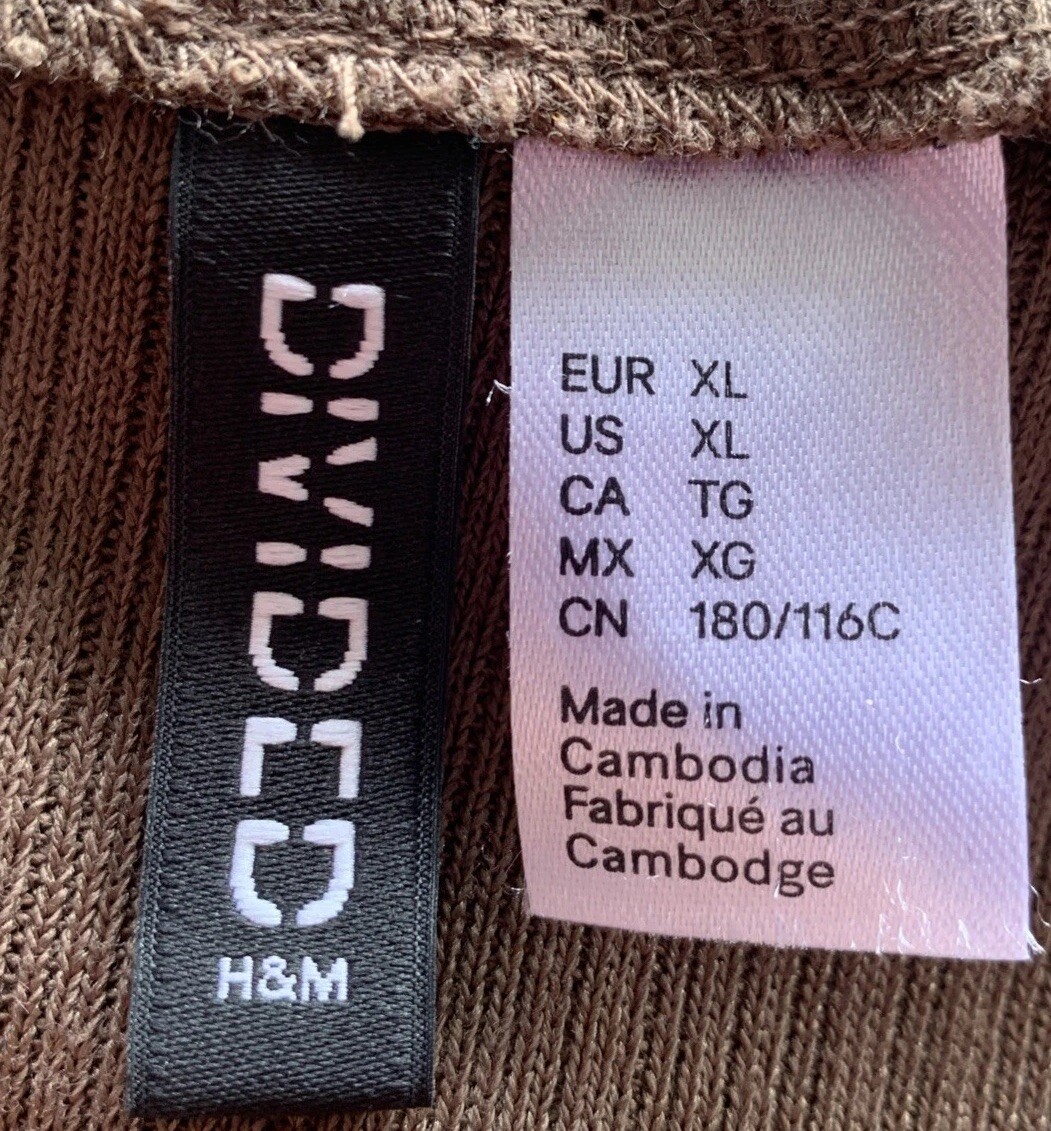 DIVIDED
H&M
EUR XL
US XL
CA TG
MX XG
CN 180/116C
Made in
Cambodia
Fabriqué au
Cambodge